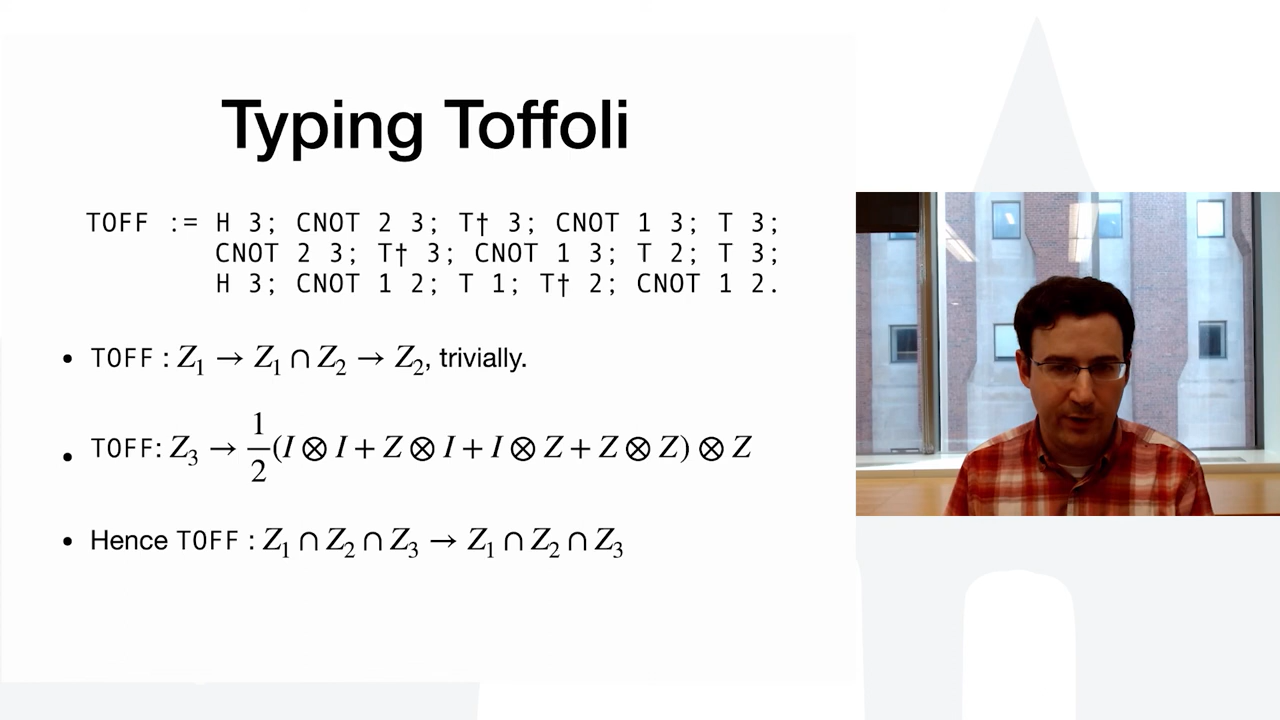 Typing Toffoli
TOFF := H 3; CNOT 2 3; T† 3; CNOT 1 3; T 3;
CNOT 2 3; T† 3; CNOT 1 3; T 2; T 3;
H 3; CNOT 1 2; T 1; T† 2; CNOT 1 2.
• TOFF : Z₁ → Z₁ ∩ Z₂ → Z₂, trivially.
• TOFF: Z₃ → 1/2 (I ⊗ I + Z ⊗ I + I ⊗ Z + Z ⊗ Z) ⊗ Z
• Hence TOFF : Z₁ ∩ Z₂ ∩ Z₃ → Z₁ ∩ Z₂ ∩ Z₃